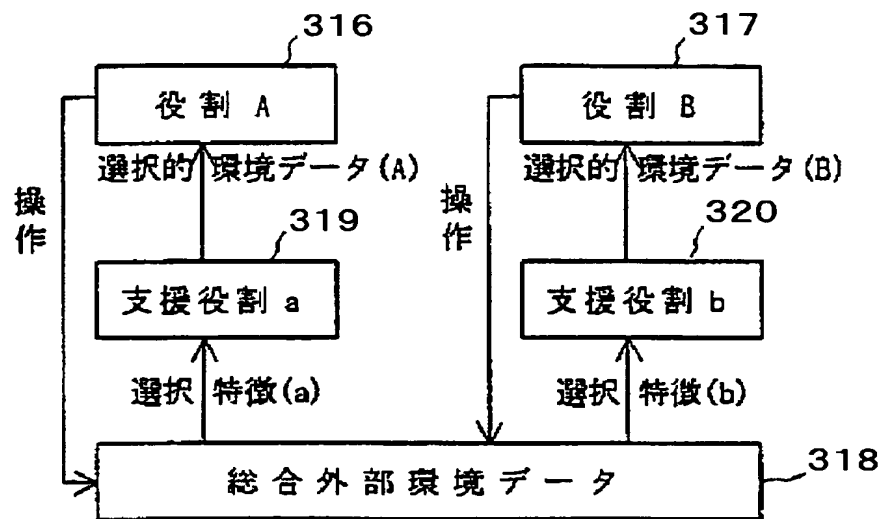 316
317
役割 A
役割 B
選択的 環境データ(A)
選択的 環境データ(B)
操作
操作
319
320
支援役割 a
支援役割 b
選択 特徴(a)
選択 特徴(b)
総合外部環境データ
318